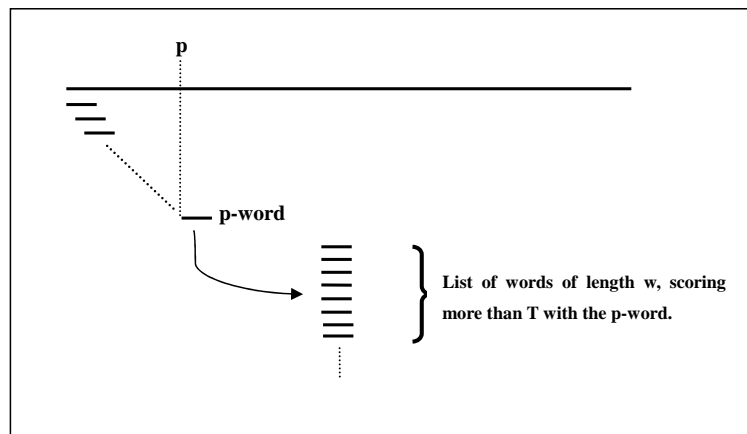 p
p-word
List of words of length w, scoring
more than T with the p-word.